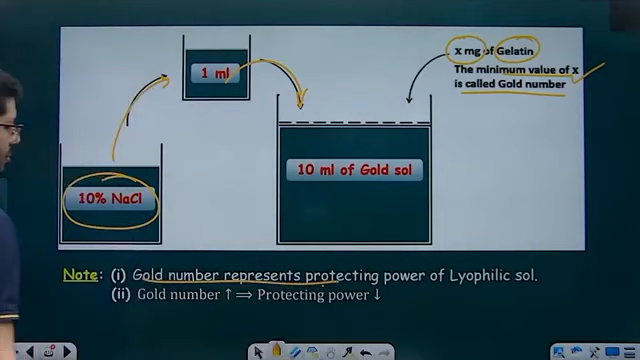 x mg of Gelatin
The minimum value of x
is called Gold number
1 ml
10 ml of Gold sol
10% NaCl
Note: (i) Gold number represents protecting power of Lyophilic sol.
(ii) Gold number ↑ ⟹ Protecting power ↓